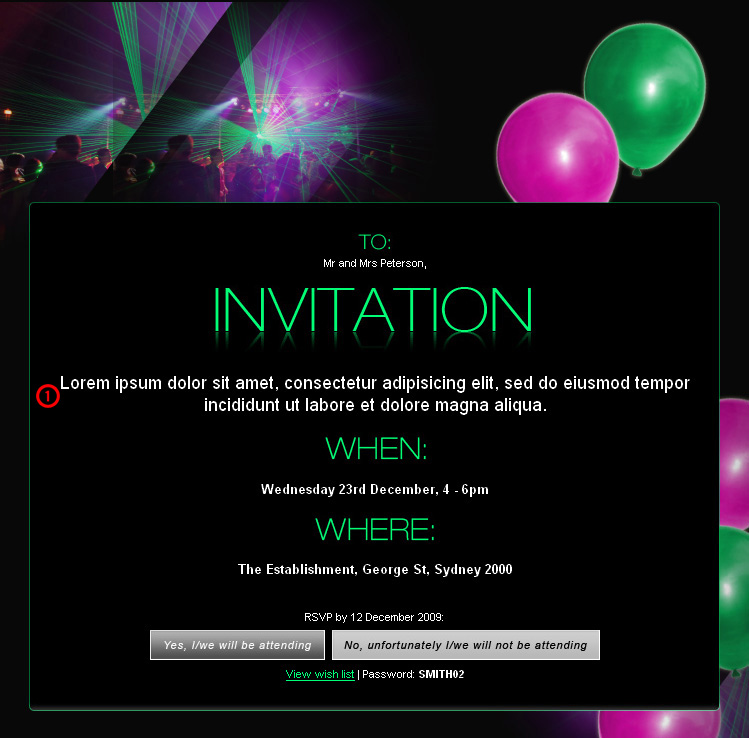 TO:
Mr and Mrs Peterson,
INVITATION
1
Lorem ipsum dolor sit amet, consectetur adipisicing elit, sed do eiusmod tempor
incididunt ut labore et dolore magna aliqua.
WHEN:
Wednesday 23rd December, 4 - 6pm
WHERE:
The Establishment, George St, Sydney 2000
RSVP by 12 December 2009:
Yes, I/we will be attending No, unfortunately I/we will not be attending
View wish list | Password: SMITH02